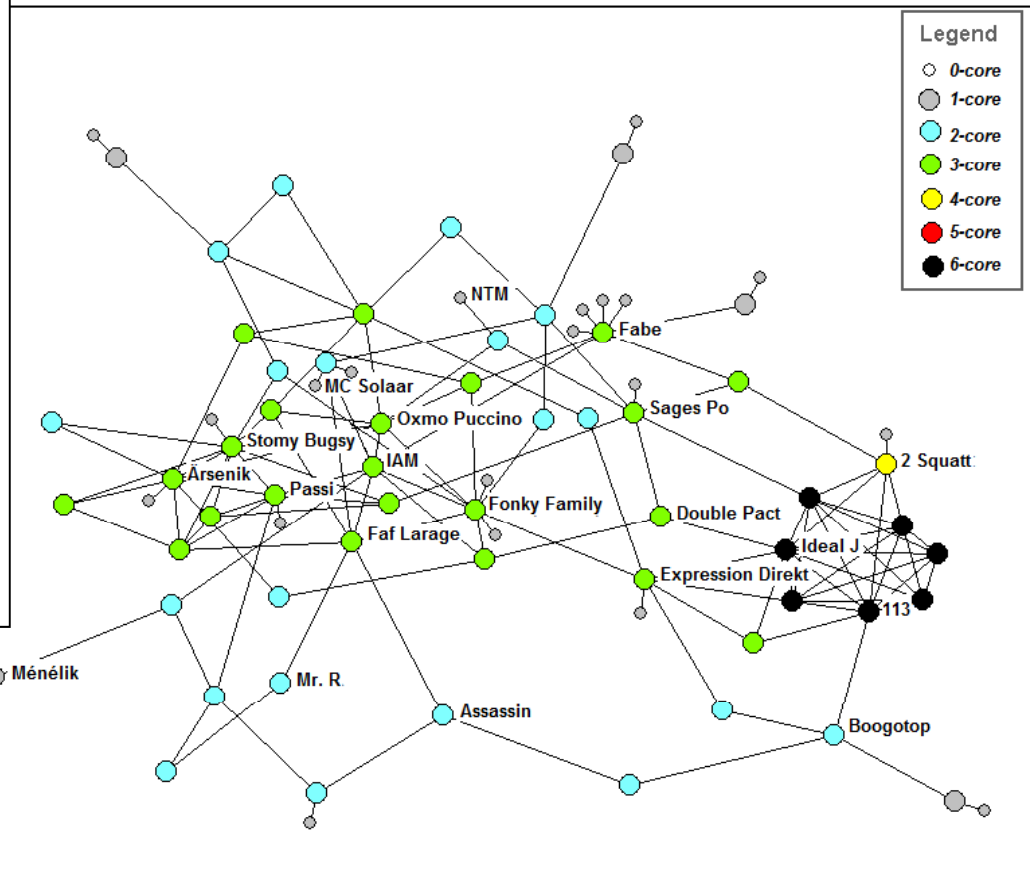 Legend
0-core
1-core
2-core
3-core
4-core
5-core
6-core
NTM
Fabe
MC Solaar
Oxmo Puccino
Sages Po
Stomy Bugsy
IAM
2 Squatt
Ärsenik
Passi
Fonky Family
Double Pact
Faf Larage
Ideal J
Expression Direkt
113
Ménélik
Mr. R
Assassin
Boogotop